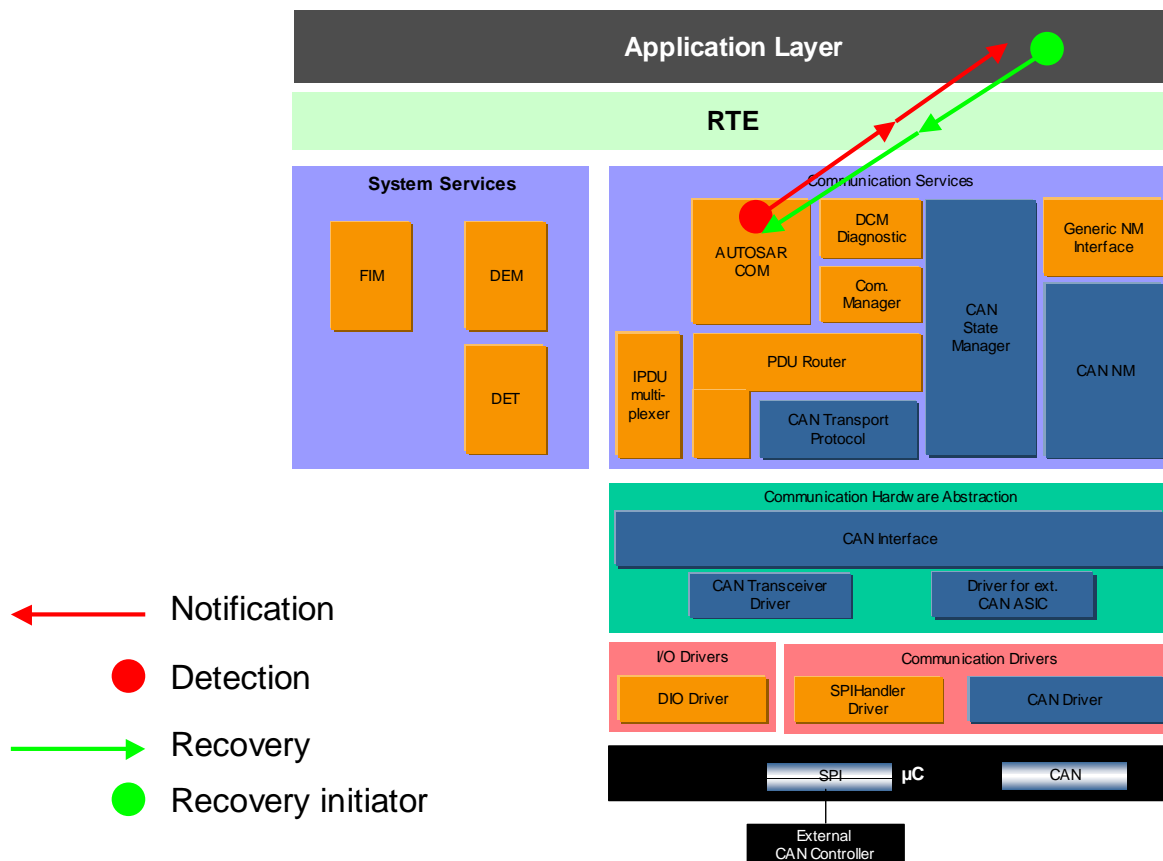 Application Layer
RTE
System Services
FIM
DEM
DET
Communication Services
AUTOSAR
COM
DCM
Diagnostic
Com.
Manager
CAN
State
Manager
Generic NM
Interface
CAN NM
IPDU
multi-
plexer
PDU Router
CAN Transport
Protocol
Communication Hardware Abstraction
CAN Interface
CAN Transceiver
Driver
Driver for ext.
CAN ASIC
I/O Drivers
DIO Driver
Communication Drivers
SPIHandler
Driver
CAN Driver
SPI
µC
CAN
External
CAN Controller
Notification
Detection
Recovery
Recovery initiator